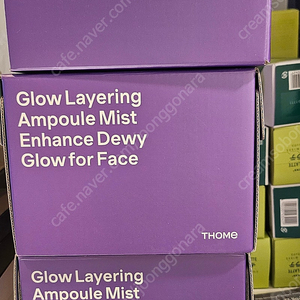 Glow Layering
Ampoule Mist
Enhance Dewy
Glow for Face
THOME
Glow Layering
Ampoule Mist